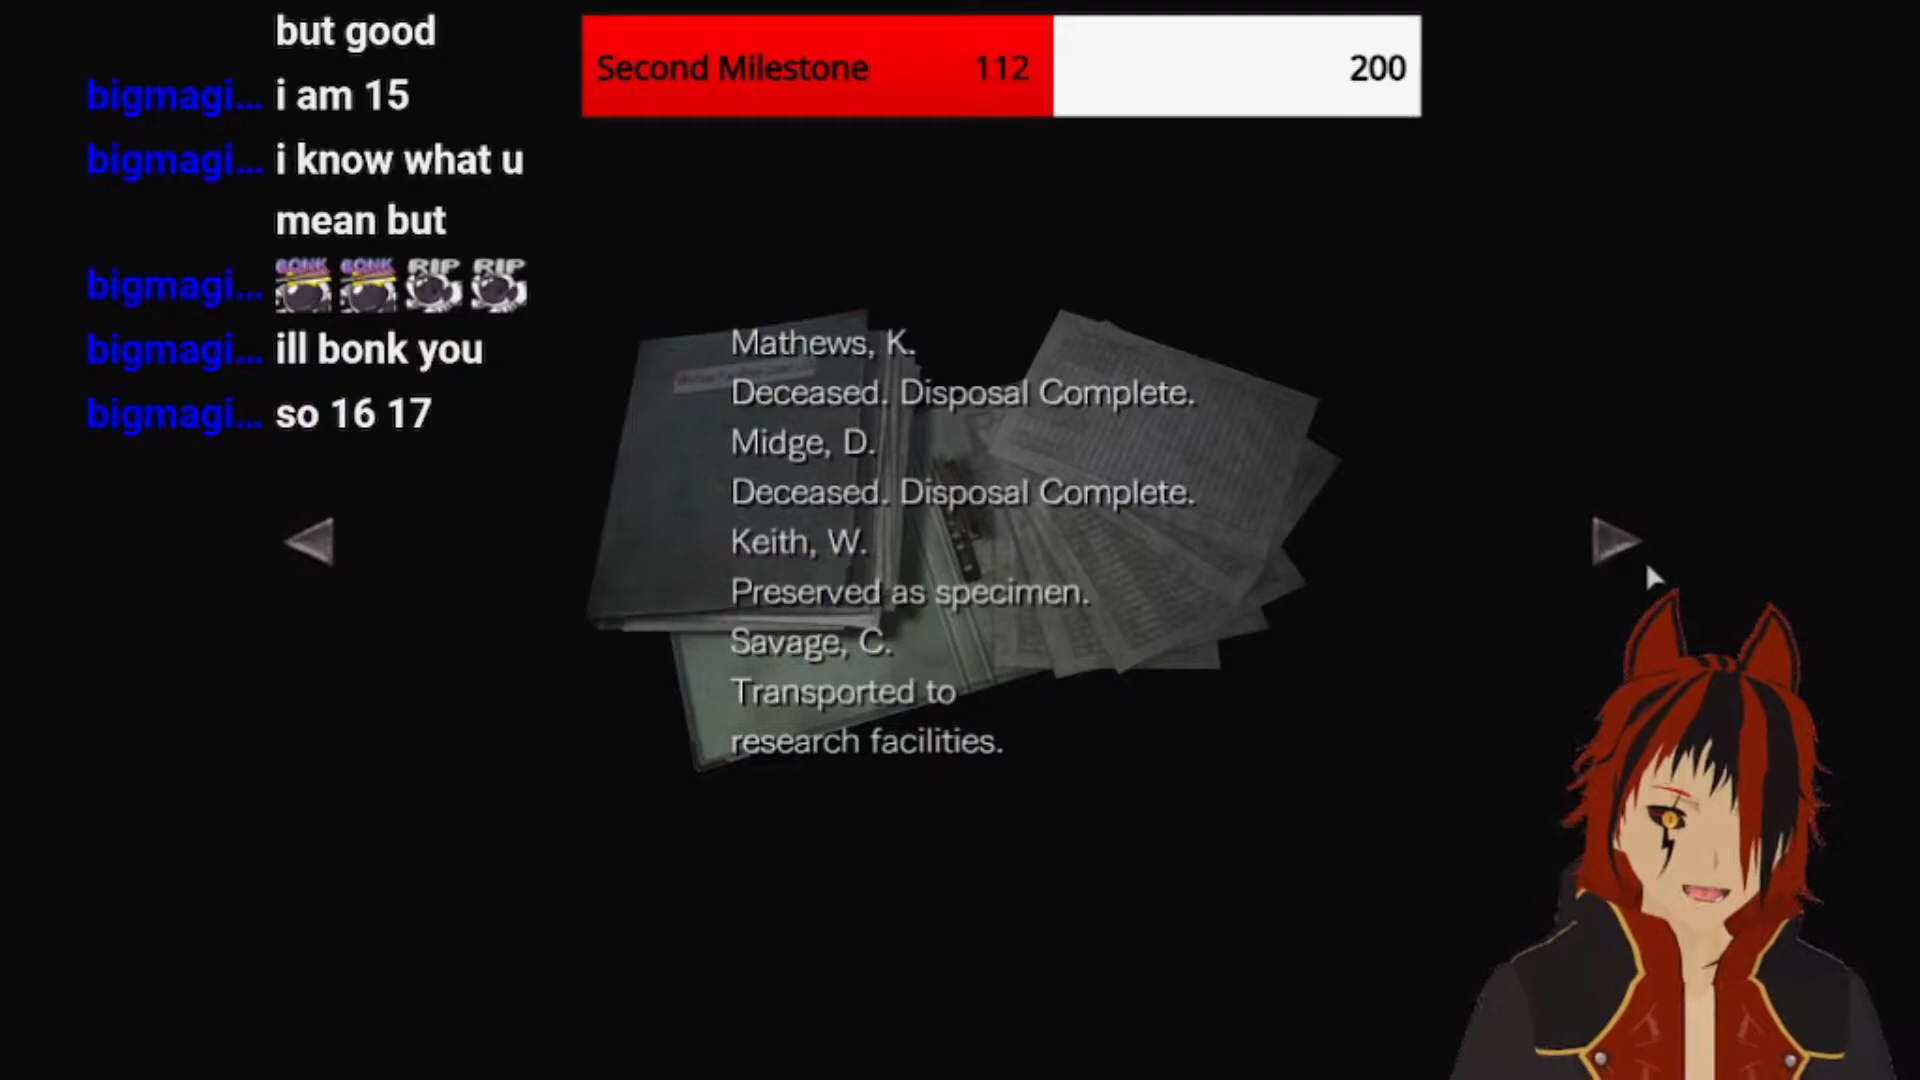 but good
bigmagi... i am 15
bigmagi... i know what u
mean but
bigmagi... BONK BONK RIP RIP
bigmagi... ill bonk you
bigmagi... so 16 17
Second Milestone 112 200
Mathews, K.
Deceased. Disposal Complete.
Midge, D.
Deceased. Disposal Complete.
Keith, W.
Preserved as specimen.
Savage, C.
Transported to
research facilities.